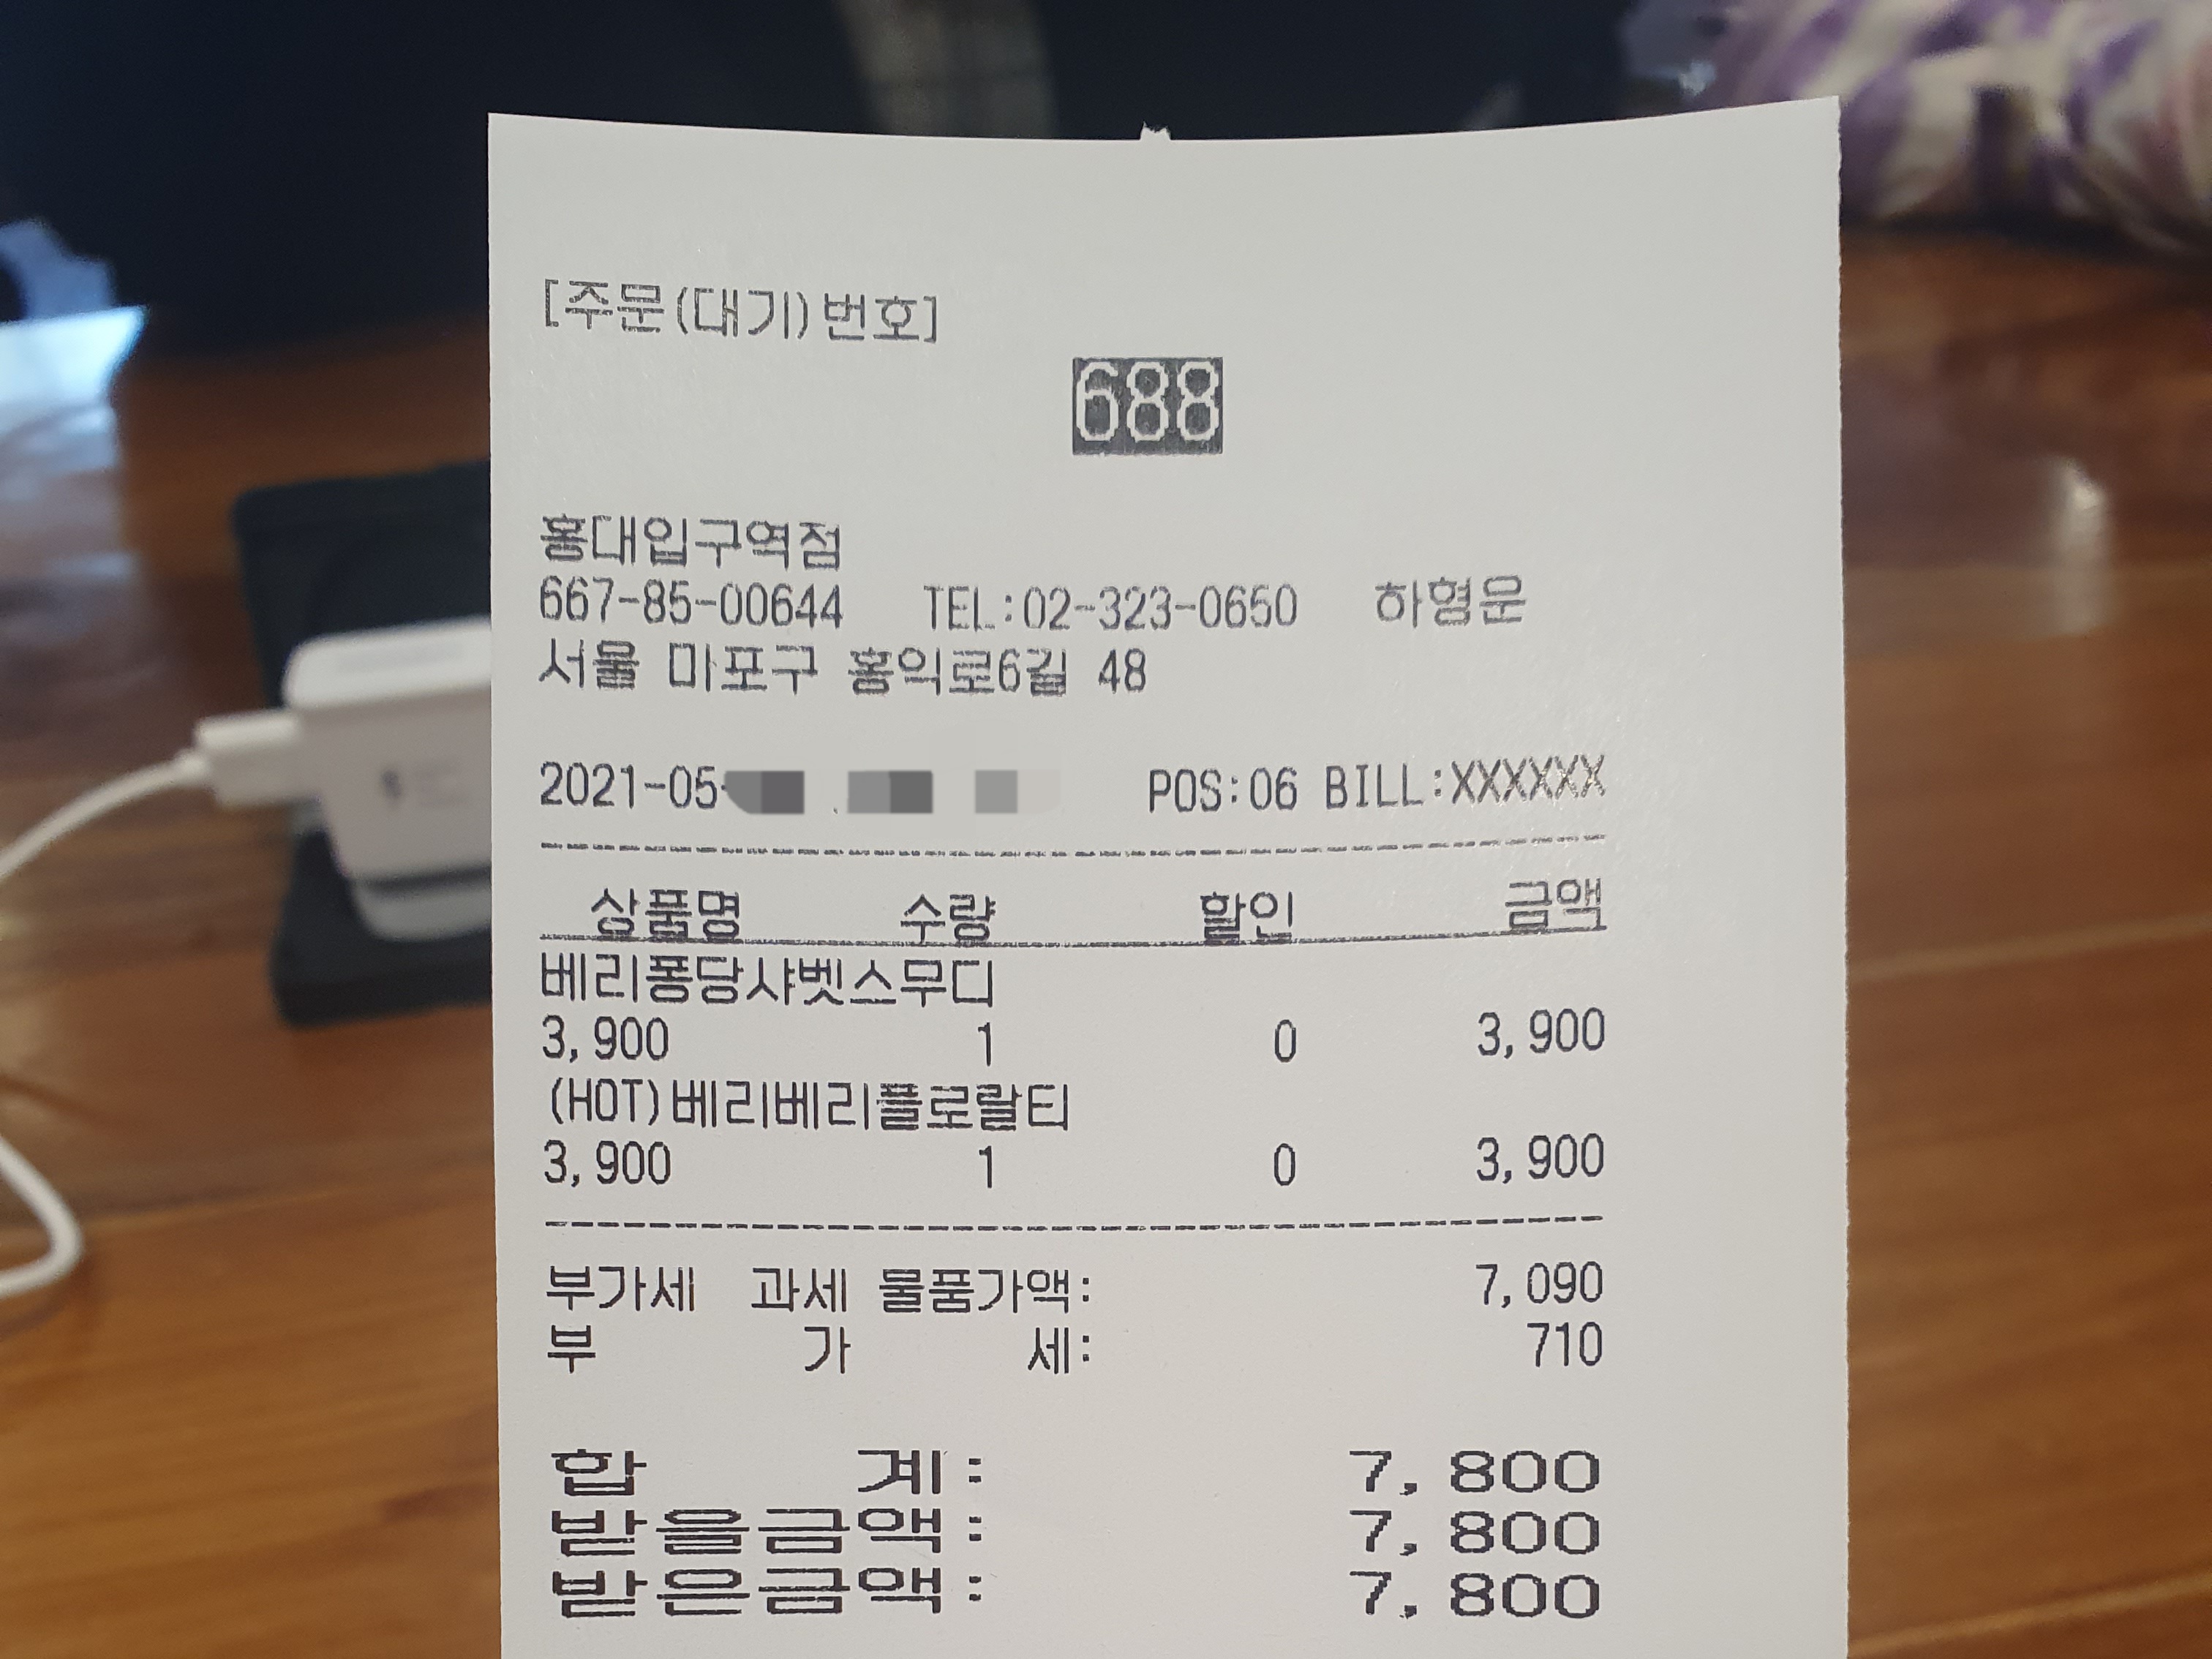 [주문(대기)번호]
688
홍대입구역점
667-85-00644 TEL:02-323-0650 하형운
서울 마포구 홍익로6길 48
2021-05- POS:06 BILL:XXXXXX
상품명 수량 할인 금액
베리퐁당샤벳스무디
3,900 1 0 3,900
(HOT)베리베리플로랄티
3,900 1 0 3,900
부가세 과세 물품가액: 7,090
부 가 세: 710
합 계: 7,800
받을금액: 7,800
받은금액: 7,800